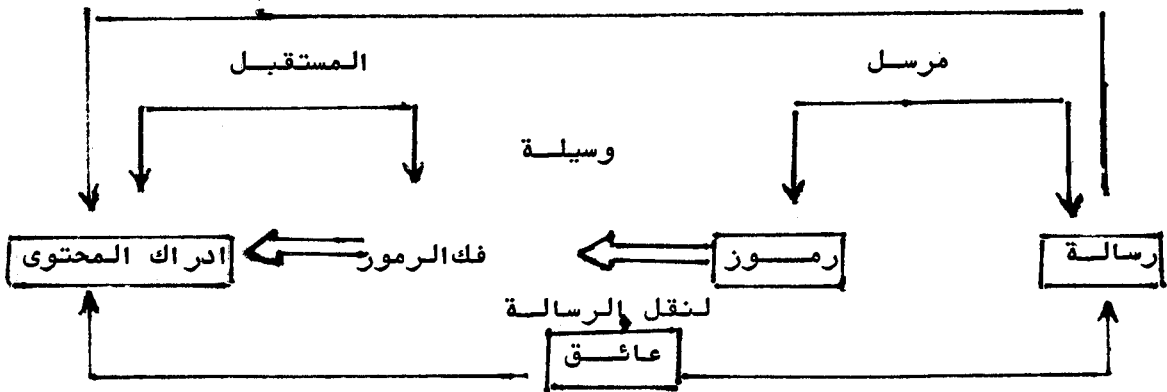 مرسل
المستقبل
وسيلة
رسالة
رموز
فك الرموز
ادراك المحتوى
لنقل الرسالة
عائق